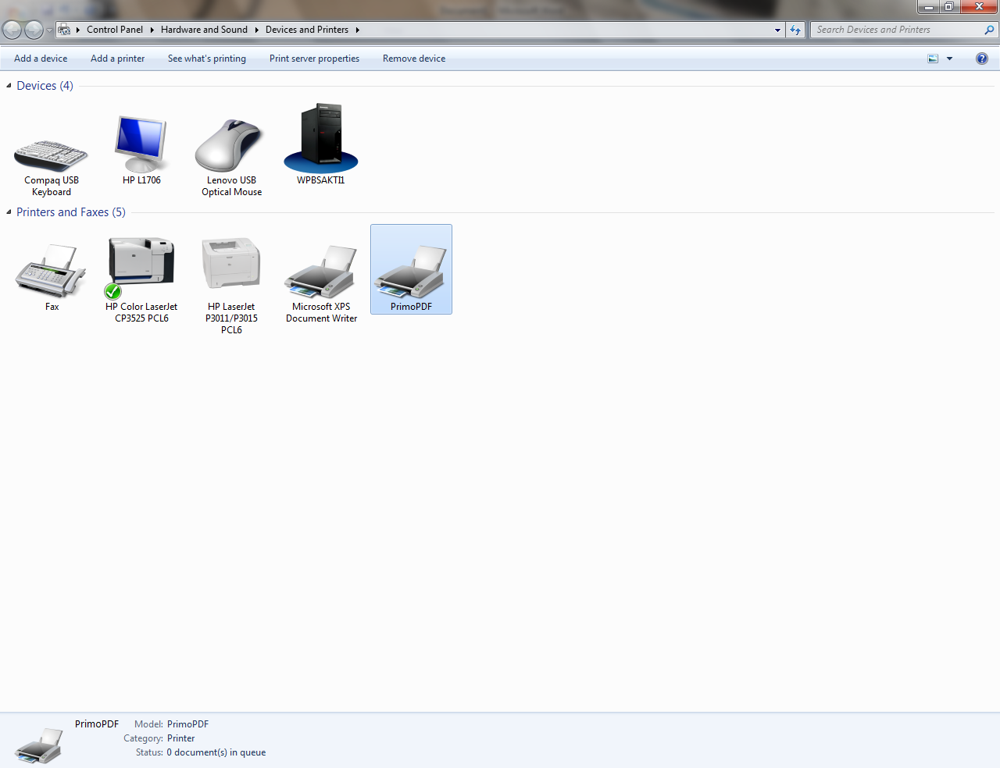 Control Panel Hardware and Sound Devices and Printers Search Devices and Printers
Add a device Add a printer See what's printing Print server properties Remove device
Devices (4)
Compaq USB
Keyboard
HP L1706
Lenovo USB
Optical Mouse
WPBSAKTI1
Printers and Faxes (5)
Fax
HP Color LaserJet
CP3525 PCL6
HP LaserJet
P3011/P3015
PCL6
Microsoft XPS
Document Writer
PrimoPDF
PrimoPDF Model: PrimoPDF
Category: Printer
Status: 0 document(s) in queue